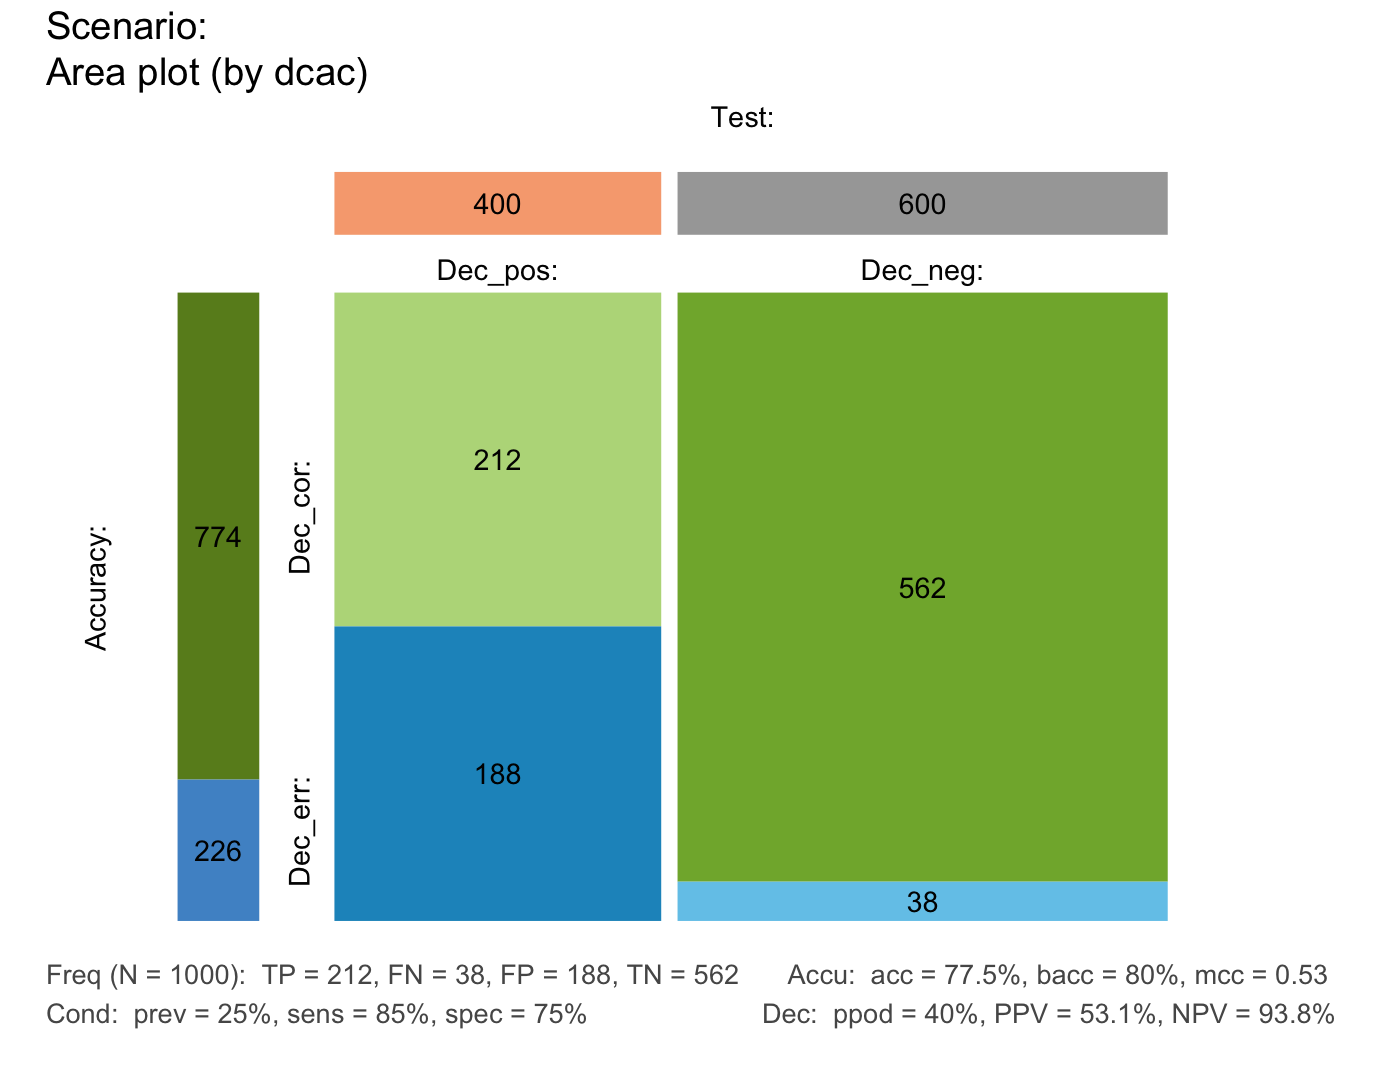 Scenario:
Area plot (by dcac)
Test:
400
600
Dec_pos:
Dec_neg:
Accuracy:
774
226
Dec_cor:
Dec_err:
212
562
188
38
Freq (N = 1000):  TP = 212, FN = 38, FP = 188, TN = 562
Accu:  acc = 77.5%, bacc = 80%, mcc = 0.53
Cond:  prev = 25%, sens = 85%, spec = 75%
Dec:  ppod = 40%, PPV = 53.1%, NPV = 93.8%